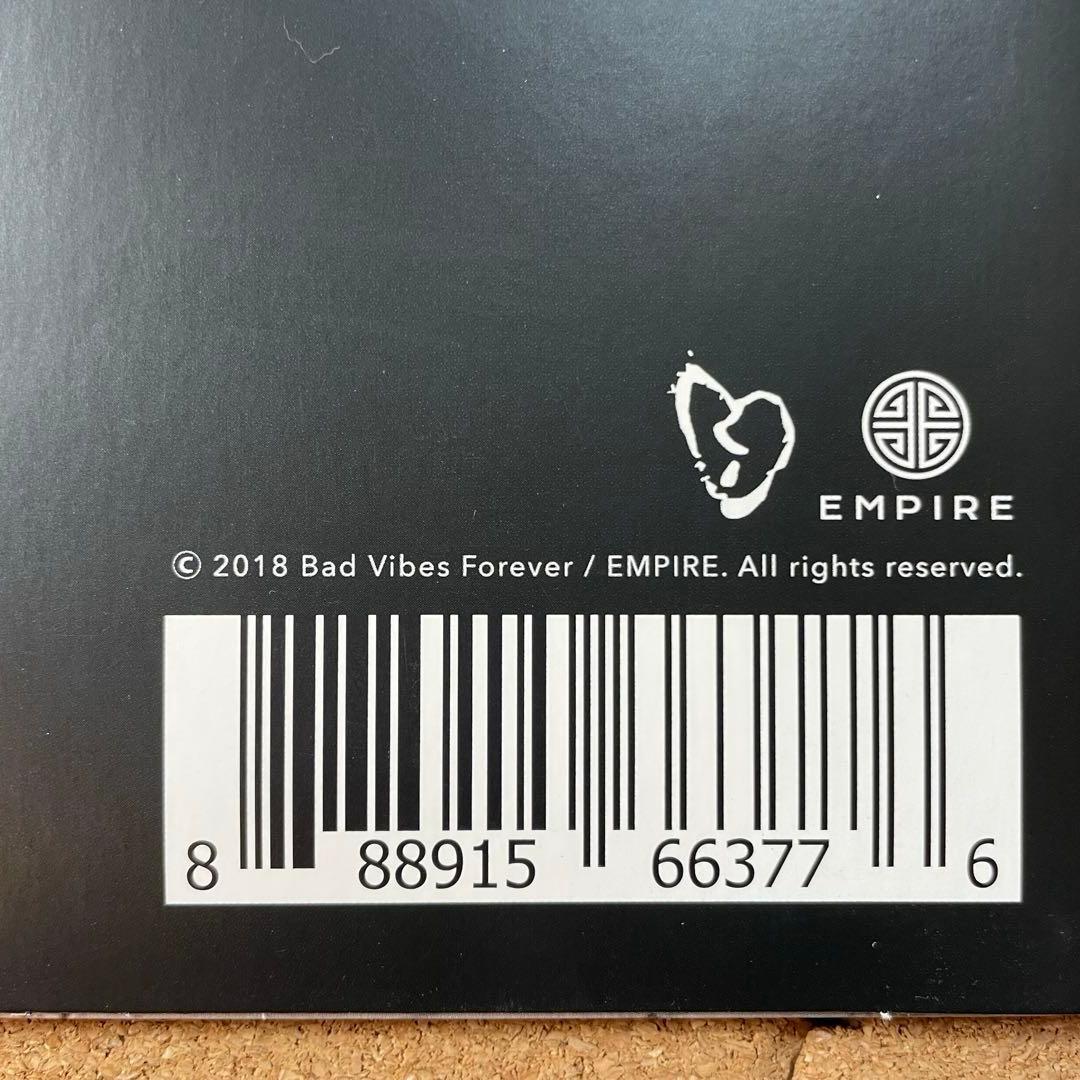 EMPIRE
© 2018 Bad Vibes Forever / EMPIRE. All rights reserved.
8 88915 66377 6